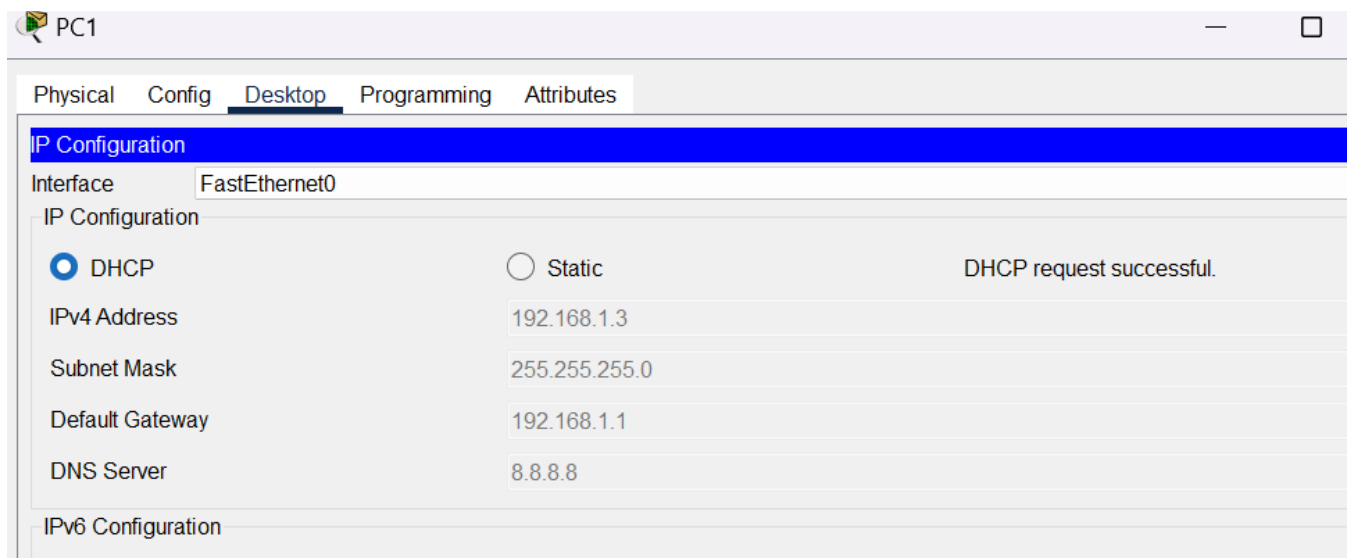 PC1
Physical Config Desktop Programming Attributes
IP Configuration
Interface FastEthernet0
IP Configuration
DHCP Static DHCP request successful.
IPv4 Address 192.168.1.3
Subnet Mask 255.255.255.0
Default Gateway 192.168.1.1
DNS Server 8.8.8.8
IPv6 Configuration